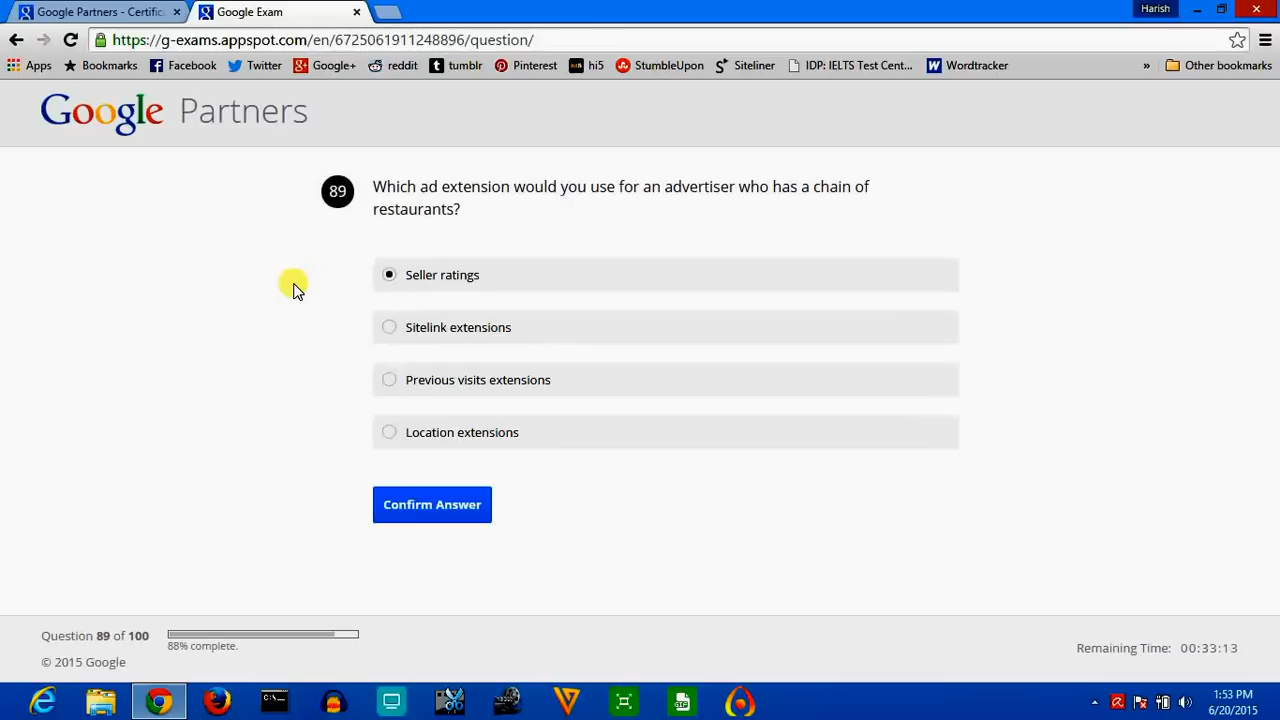 Google Partners - Certific
Google Exam
Harish
https://g-exams.appspot.com/en/6725061911248896/question/
Apps Bookmarks Facebook Twitter Google+ reddit tumblr Pinterest hi5 StumbleUpon Siteliner IDP: IELTS Test Cent... Wordtracker » Other bookmarks
Google Partners
89 Which ad extension would you use for an advertiser who has a chain of
restaurants?
Seller ratings
Sitelink extensions
Previous visits extensions
Location extensions
Confirm Answer
Question 89 of 100
88% complete.
Remaining Time: 00:33:13
© 2015 Google
1:53 PM
6/20/2015